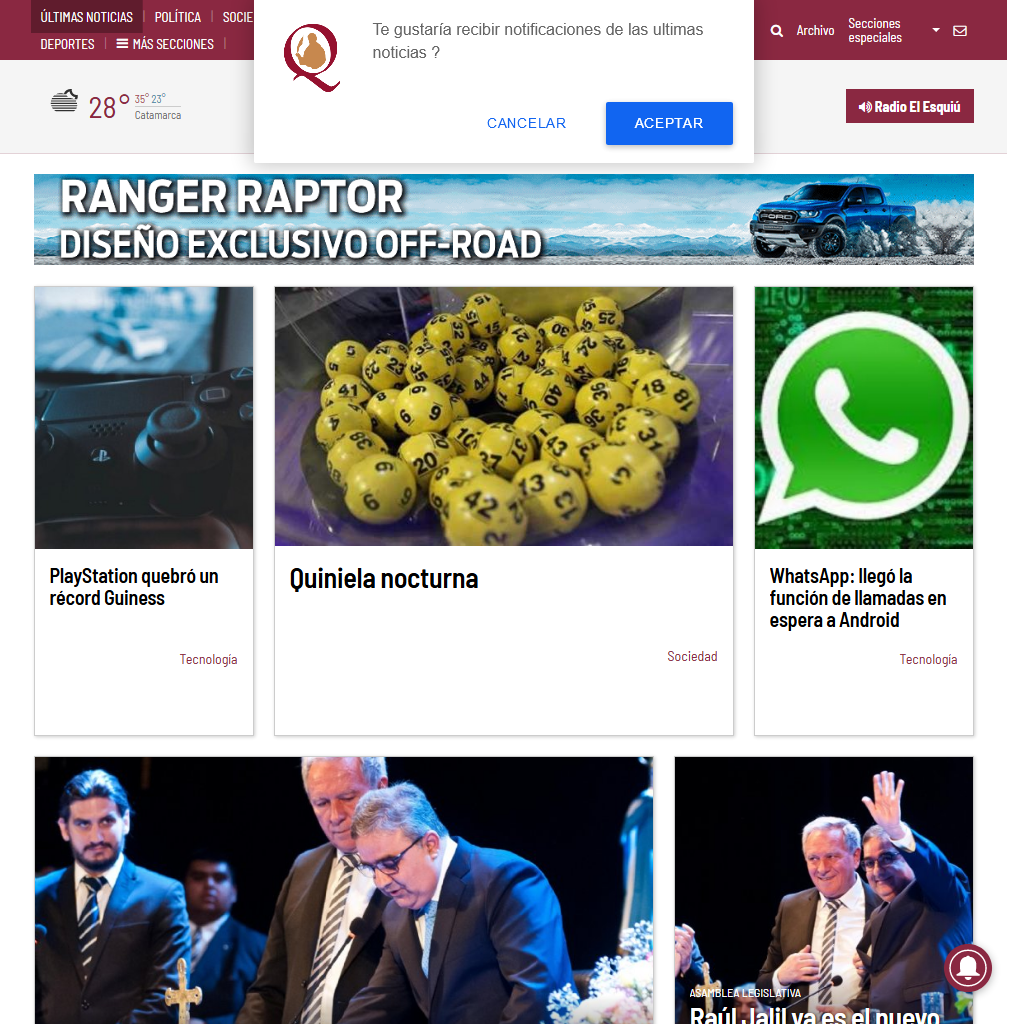 ÚLTIMAS NOTICIAS
POLÍTICA
SOCIE
DEPORTES
MÁS SECCIONES
Te gustaría recibir notificaciones de las ultimas
noticias ?
CANCELAR
ACEPTAR
Archivo
Secciones
especiales
28°
35° 23°
Catamarca
Radio El Esquiú
RANGER RAPTOR
DISEÑO EXCLUSIVO OFF-ROAD
PlayStation quebró un
récord Guiness
Tecnología
Quiniela nocturna
Sociedad
WhatsApp: llegó la
función de llamadas en
espera a Android
Tecnología
ASAMBLEA LEGISLATIVA
Raúl Jalil ya es el nuevo